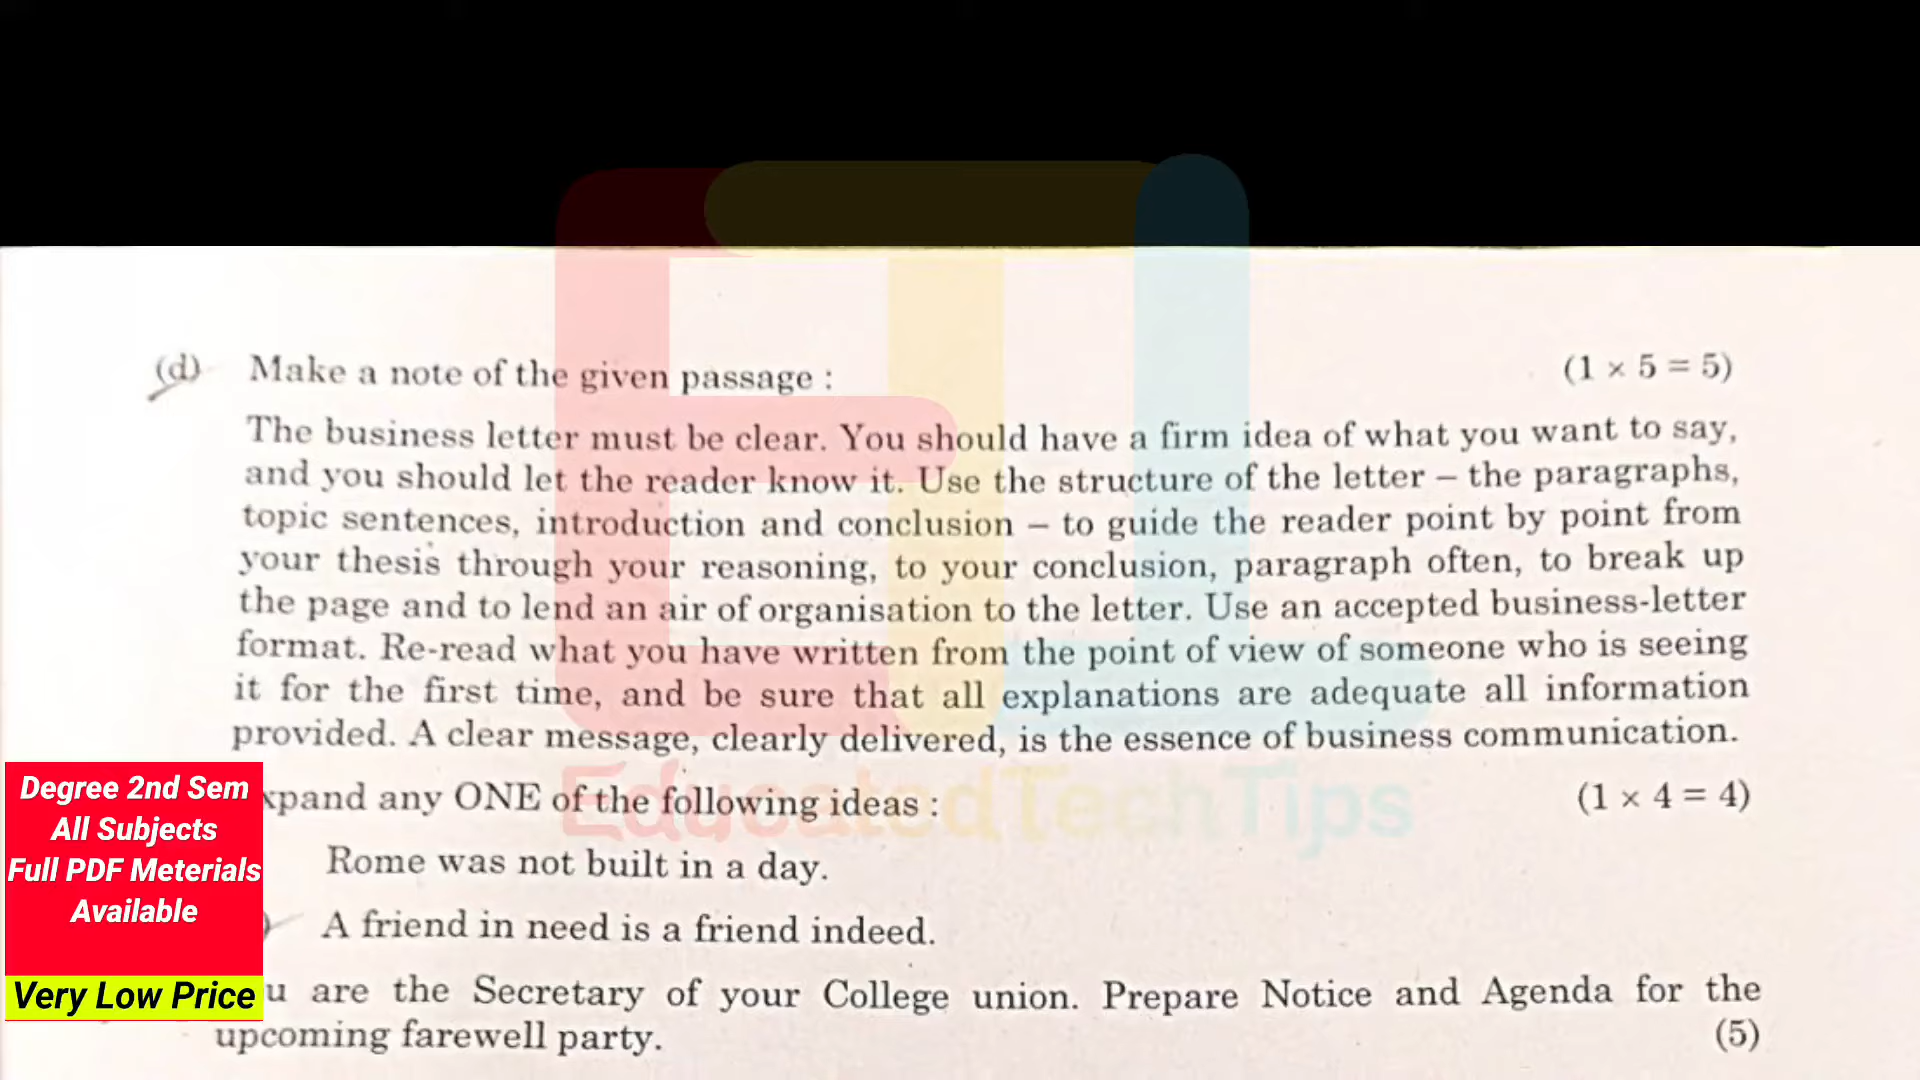 (d) Make a note of the given passage : (1 × 5 = 5)
The business letter must be clear. You should have a firm idea of what you want to say,
and you should let the reader know it. Use the structure of the letter – the paragraphs,
topic sentences, introduction and conclusion – to guide the reader point by point from
your thesis through your reasoning, to your conclusion, paragraph often, to break up
the page and to lend an air of organisation to the letter. Use an accepted business-letter
format. Re-read what you have written from the point of view of someone who is seeing
it for the first time, and be sure that all explanations are adequate all information
provided. A clear message, clearly delivered, is the essence of business communication.
xpand any ONE of the following ideas : (1 × 4 = 4)
EducatedTechTips
Rome was not built in a day.
) A friend in need is a friend indeed.
u are the Secretary of your College union. Prepare Notice and Agenda for the
upcoming farewell party. (5)
Degree 2nd Sem
All Subjects
Full PDF Meterials
Available
Very Low Price